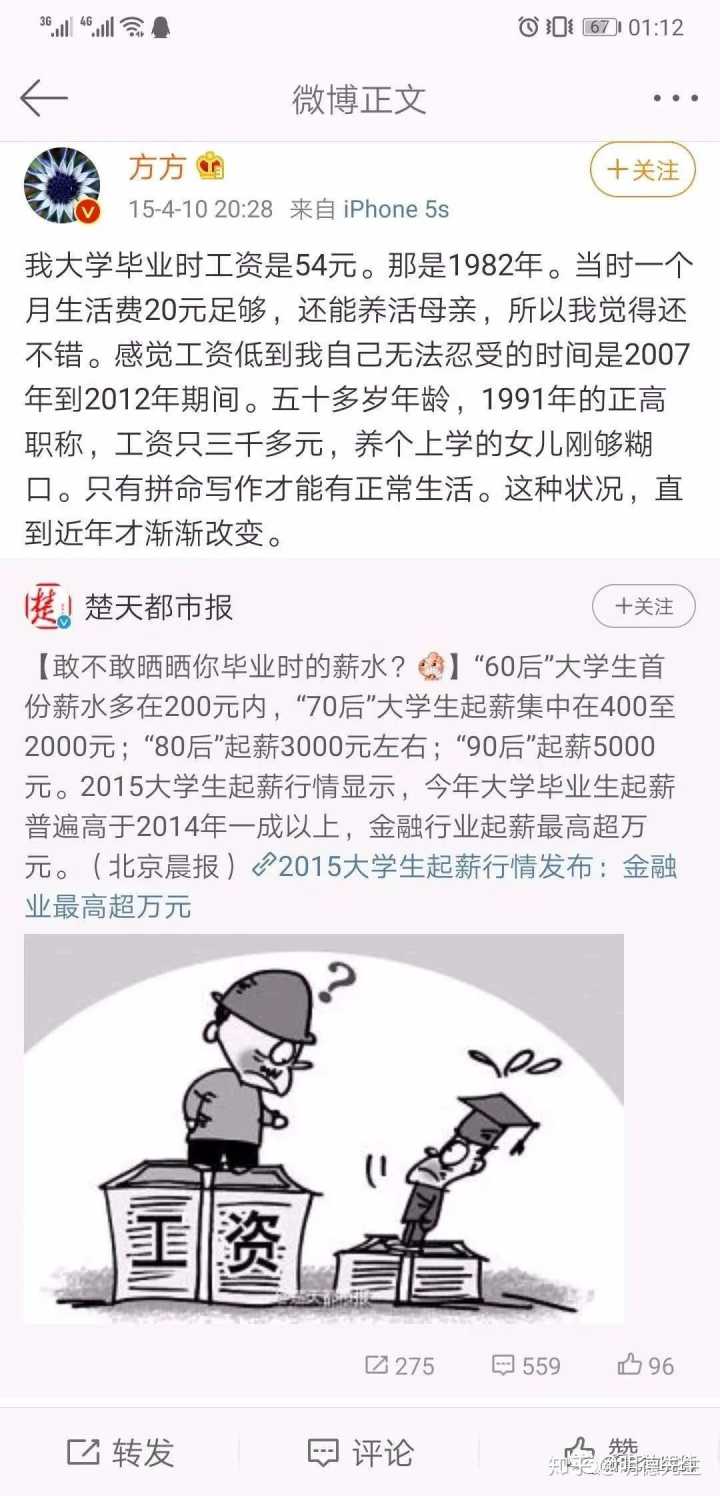 3G 4G 67 01:12
微博正文
方方
+关注
15-4-10 20:28 来自 iPhone 5s
我大学毕业时工资是54元。那是1982年。当时一个
月生活费20元足够，还能养活母亲，所以我觉得还
不错。感觉工资低到我自己无法忍受的时间是2007
年到2012年期间。五十多岁年龄，1991年的正高
职称，工资只三千多元，养个上学的女儿刚够糊
口。只有拼命写作才能有正常生活。这种状况，直
到近年才渐渐改变。
楚
楚天都市报
+关注
【敢不敢晒晒你毕业时的薪水？】“60后”大学生首
份薪水多在200元内，“70后”大学生起薪集中在400至
2000元；“80后”起薪3000元左右；“90后”起薪5000
元。2015大学生起薪行情显示，今年大学毕业生起薪
普遍高于2014年一成以上，金融行业起薪最高超万
元。（北京晨报）2015大学生起薪行情发布：金融
业最高超万元
?
工资
@楚天都市报
275 559 96
转发 评论 赞
知乎